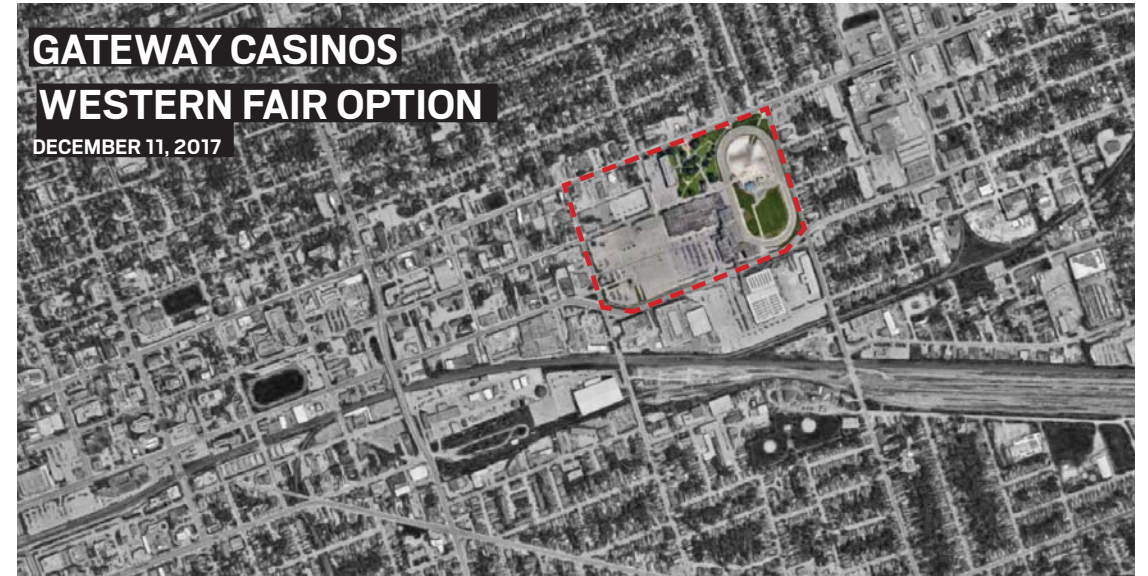 GATEWAY CASINOS
WESTERN FAIR OPTION
DECEMBER 11, 2017